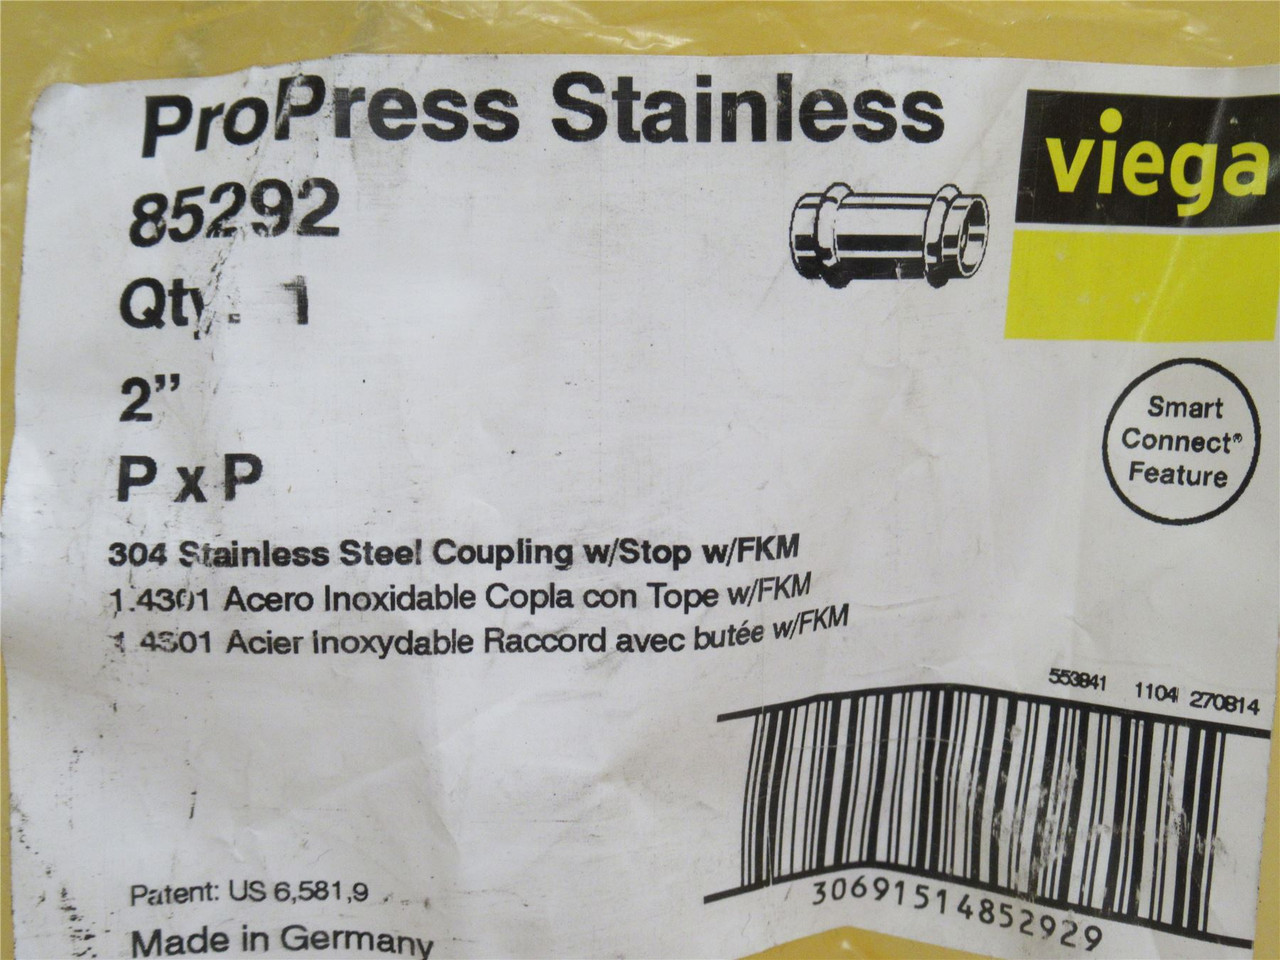 ProPress Stainless
viega
85292
Qty: 1
2”
P x P
Smart
Connect®
Feature
304 Stainless Steel Coupling w/Stop w/FKM
1.4301 Acero Inoxidable Copla con Tope w/FKM
1.4301 Acier Inoxydable Raccord avec butée w/FKM
553841 1104 270814
30691514852929
Patent: US 6,581,9
Made in Germany